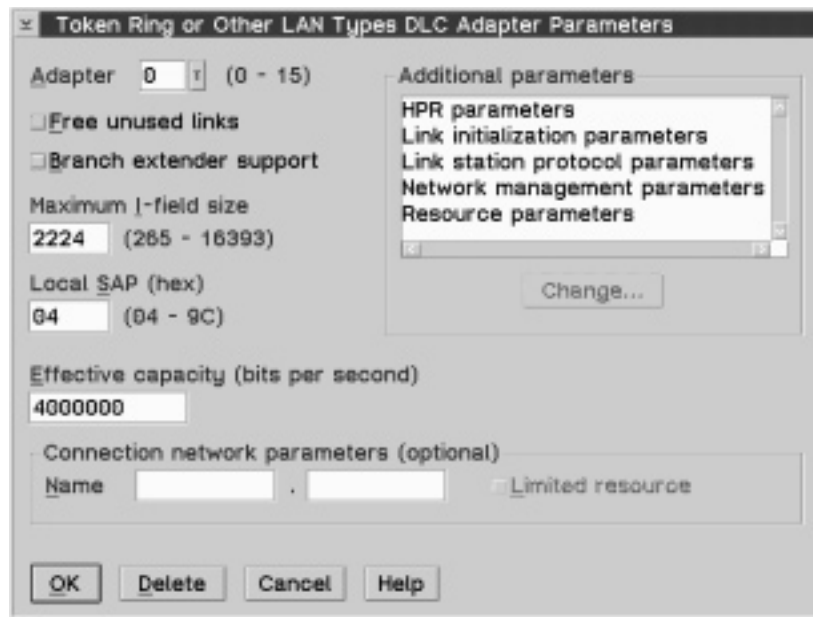 Token Ring or Other LAN Types DLC Adapter Parameters
Adapter 0 (0 - 15)
Free unused links
Branch extender support
Maximum I-field size
2224 (265 - 16393)
Local SAP (hex)
04 (04 - 9C)
Effective capacity (bits per second)
4000000
Additional parameters
HPR parameters
Link initialization parameters
Link station protocol parameters
Network management parameters
Resource parameters
Change...
Connection network parameters (optional)
Name . Limited resource
OK Delete Cancel Help